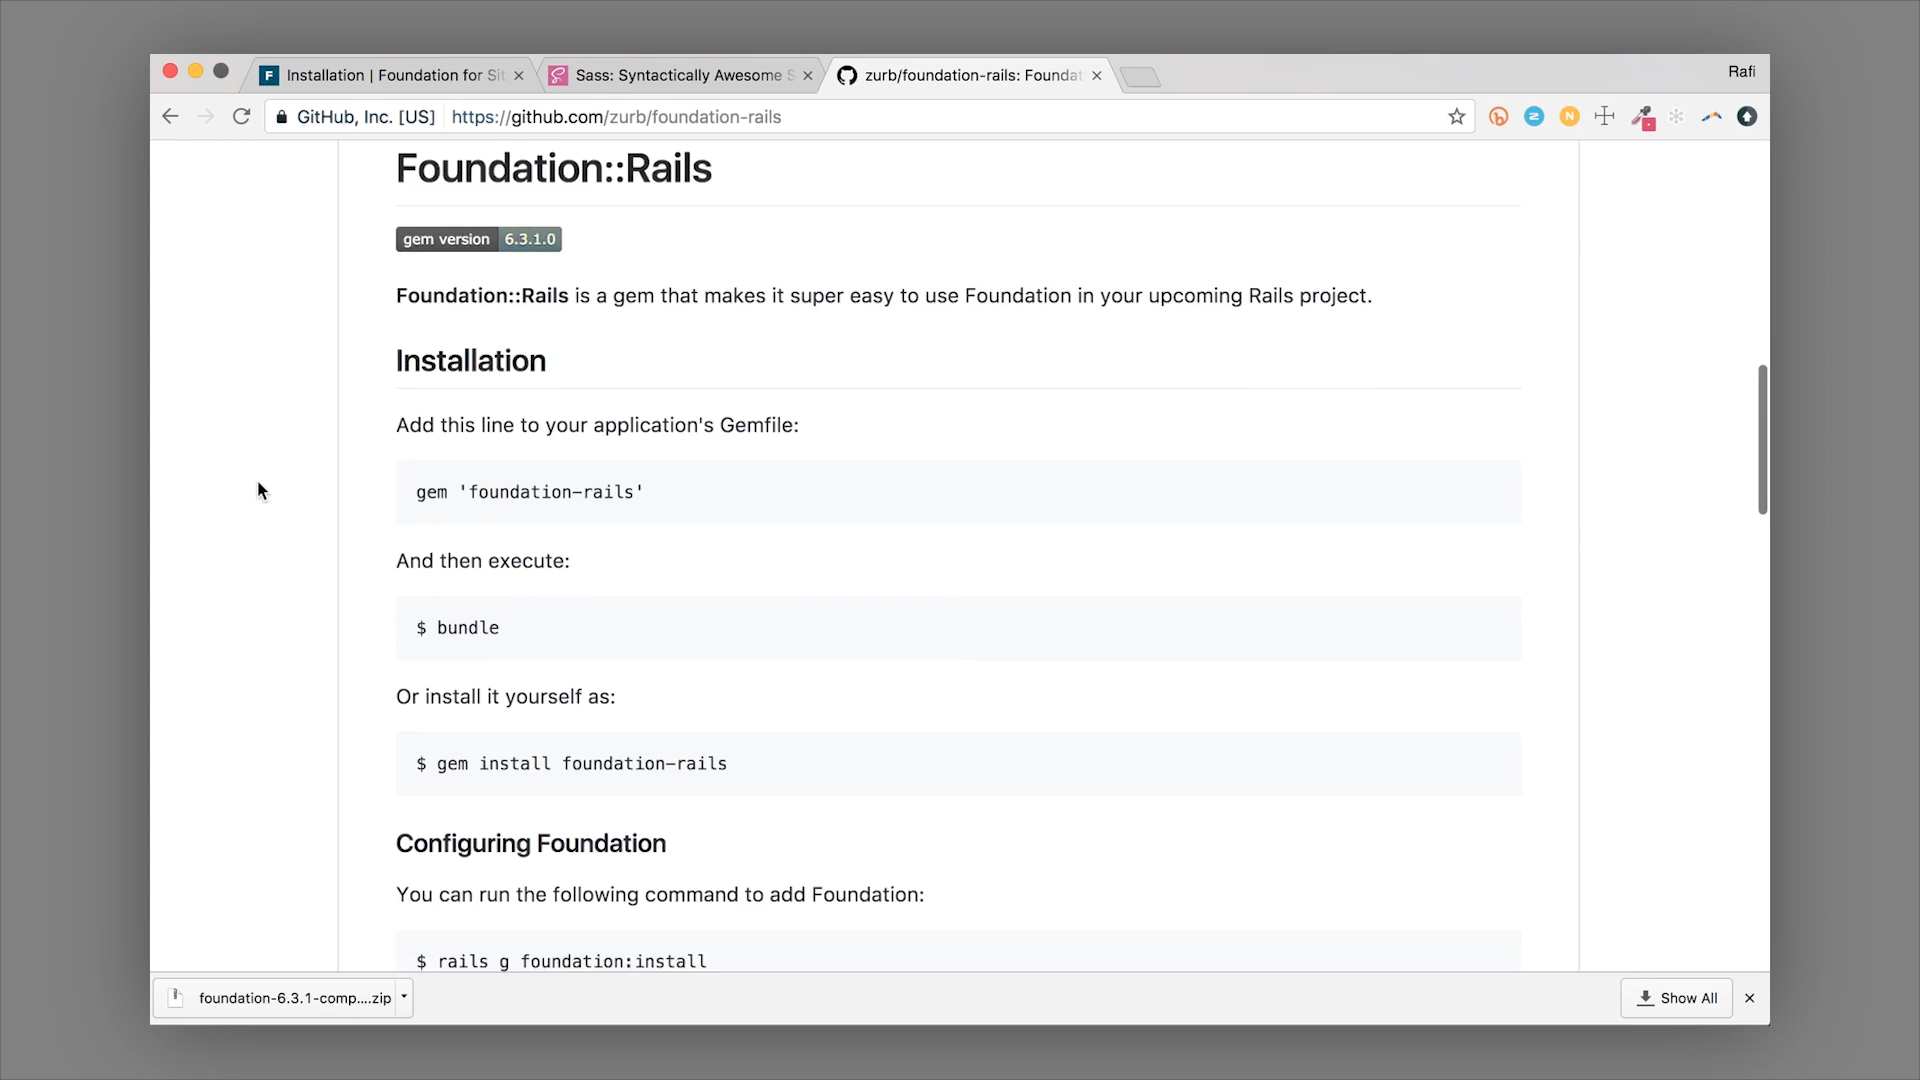 Installation | Foundation for Sit
Sass: Syntactically Awesome S
zurb/foundation-rails: Foundat
Rafi
GitHub, Inc. [US]
https://github.com/zurb/foundation-rails
Foundation::Rails
gem version 6.3.1.0
Foundation::Rails is a gem that makes it super easy to use Foundation in your upcoming Rails project.
Installation
Add this line to your application's Gemfile:
gem 'foundation-rails'
And then execute:
$ bundle
Or install it yourself as:
$ gem install foundation-rails
Configuring Foundation
You can run the following command to add Foundation:
$ rails g foundation:install
foundation-6.3.1-comp....zip
Show All